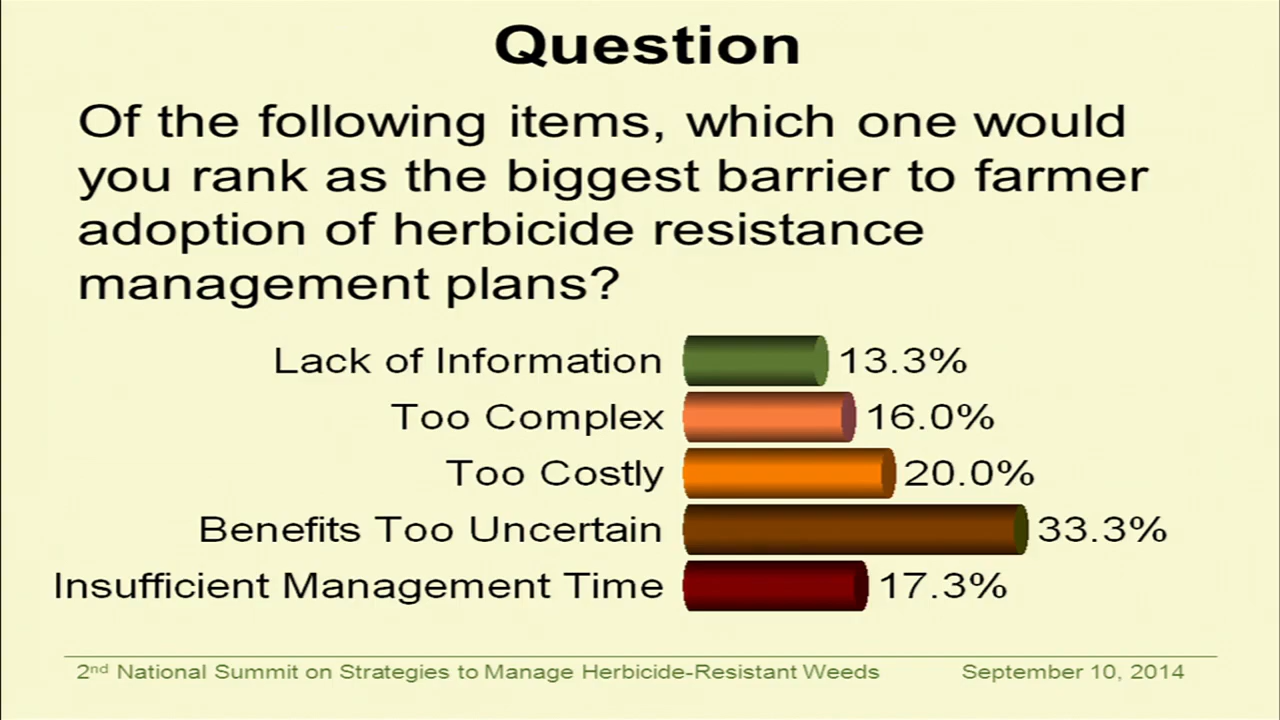 Question
Of the following items, which one would
you rank as the biggest barrier to farmer
adoption of herbicide resistance
management plans?
Lack of Information 13.3%
Too Complex 16.0%
Too Costly 20.0%
Benefits Too Uncertain 33.3%
Insufficient Management Time 17.3%
2nd National Summit on Strategies to Manage Herbicide-Resistant Weeds September 10, 2014